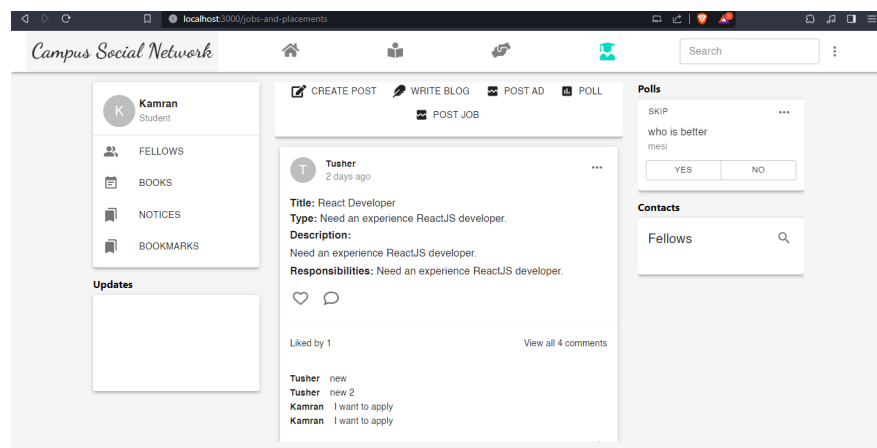 localhost:3000/jobs-and-placements
Campus Social Network
Search
K
Kamran
Student
FELLOWS
BOOKS
NOTICES
BOOKMARKS
Updates
CREATE POST WRITE BLOG POST AD POLL
POST JOB
T
Tusher
2 days ago
Title: React Developer
Type: Need an experience ReactJS developer.
Description:
Need an experience ReactJS developer.
Responsibilities: Need an experience ReactJS developer.
Liked by 1 View all 4 comments
Tusher new
Tusher new 2
Kamran I want to apply
Kamran I want to apply
Polls
SKIP
who is better
mesi
YES NO
Contacts
Fellows